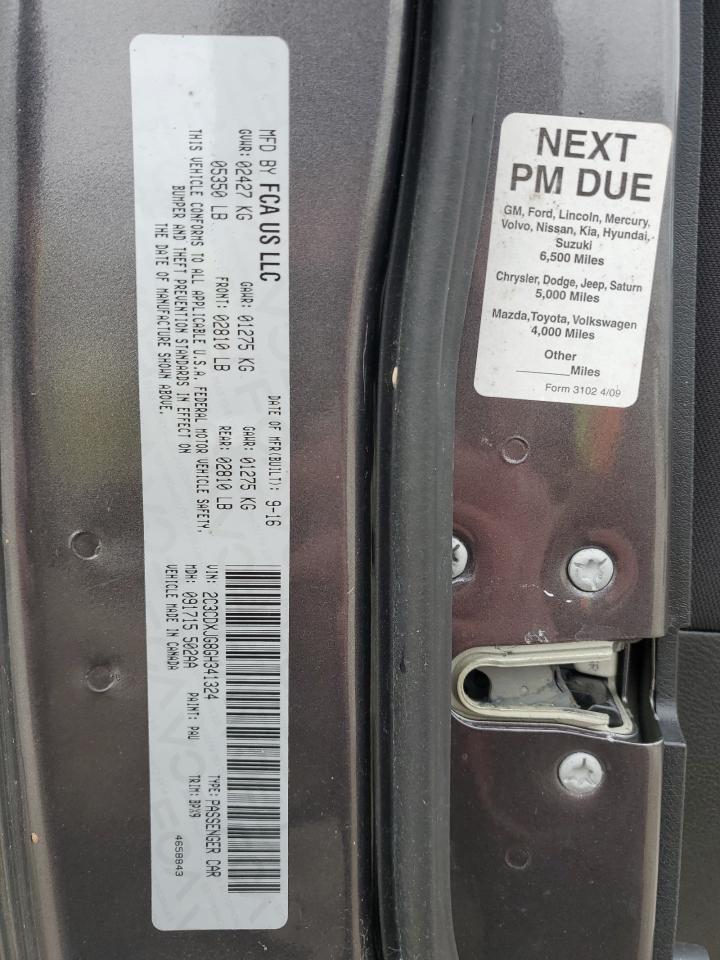 MFD BY FCA US LLC
DATE OF MFR(BUILT): 9-16
GVWR: 02427 KG
GAWR: 01275 KG
GAWR: 01275 KG
05350 LB
FRONT: 02810 LB
REAR: 02810 LB
THIS VEHICLE CONFORMS TO ALL APPLICABLE U.S.A. FEDERAL MOTOR VEHICLE SAFETY,
BUMPER AND THEFT PREVENTION STANDARDS IN EFFECT ON
THE DATE OF MANUFACTURE SHOWN ABOVE.
VIN: 2C3CDXJG8GH341324
TYPE: PASSENGER CAR
MDH: 091715 502AA
PAINT: PAU
TRIM: BPX9
VEHICLE MADE IN CANADA
4658843
NEXT
PM DUE
GM, Ford, Lincoln, Mercury,
Volvo, Nissan, Kia, Hyundai,
Suzuki
6,500 Miles
Chrysler, Dodge, Jeep, Saturn
5,000 Miles
Mazda,Toyota, Volkswagen
4,000 Miles
Other
______Miles
Form 3102 4/09